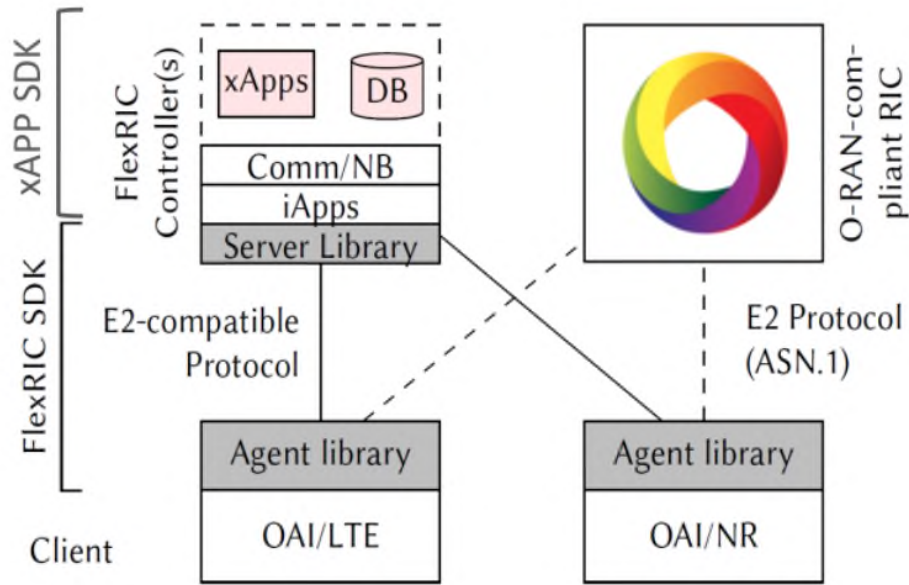 xAPP SDK
FlexRIC
Controller(s)
xApps
DB
Comm/NB
iApps
Server Library
O-RAN-com-
pliant RIC
FlexRIC SDK
E2-compatible
Protocol
E2 Protocol
(ASN.1)
Agent library
Agent library
Client
OAI/LTE
OAI/NR